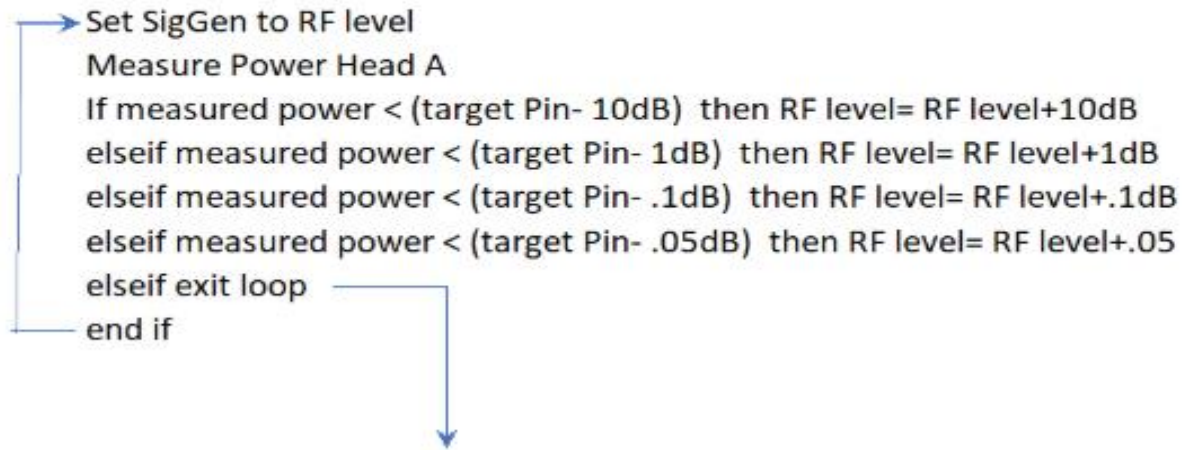 Set SigGen to RF level
Measure Power Head A
If measured power < (target Pin- 10dB) then RF level= RF level+10dB
elseif measured power < (target Pin- 1dB) then RF level= RF level+1dB
elseif measured power < (target Pin- .1dB) then RF level= RF level+.1dB
elseif measured power < (target Pin- .05dB) then RF level= RF level+.05
elseif exit loop
end if